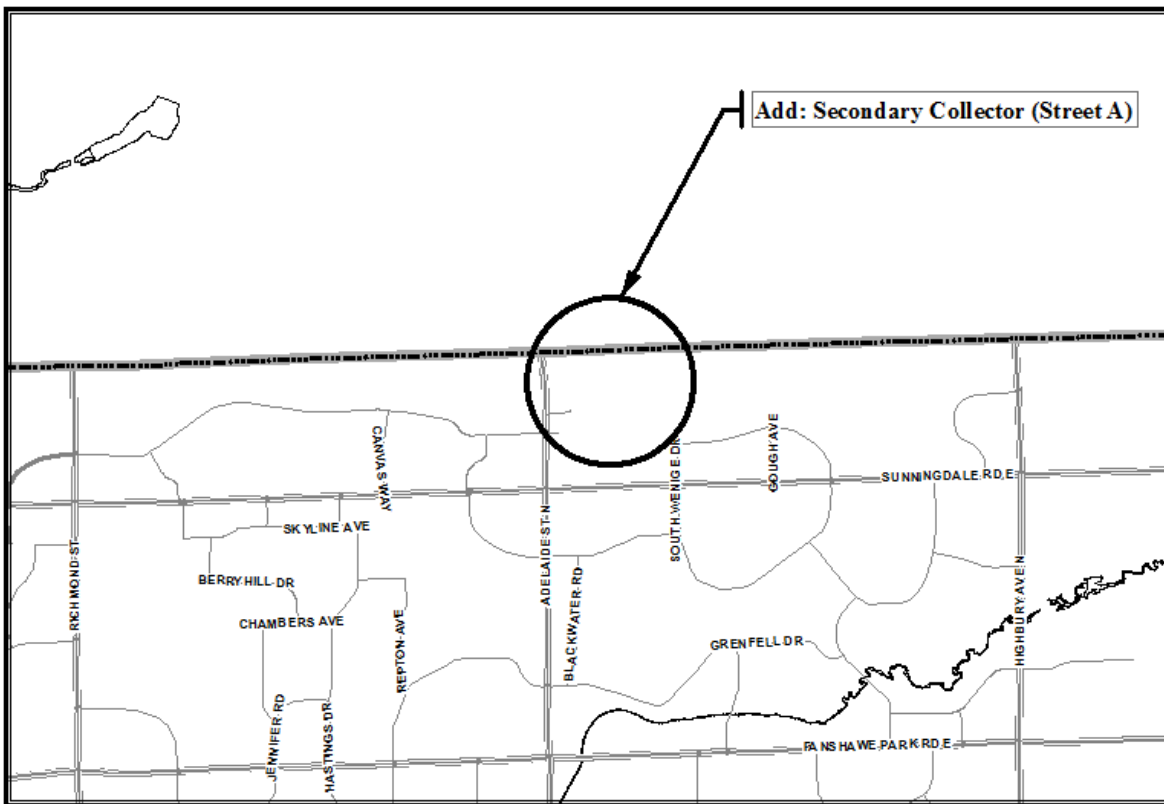 Add: Secondary Collector (Street A)
CANVAS WAY
SOUTH WENIGE DR
GOUGH AVE
SUNNINGDALE RD E
SKYLINE AVE
RICHMOND ST
ADELAIDE ST N
BERRY HILL DR
BLACKWATER RD
HIGHBURY AVE N
CHAMBERS AVE
REPTON AVE
GRENFELL DR
JENNIFER RD
HASTINGS DR
FANSHAWE PARK RD E